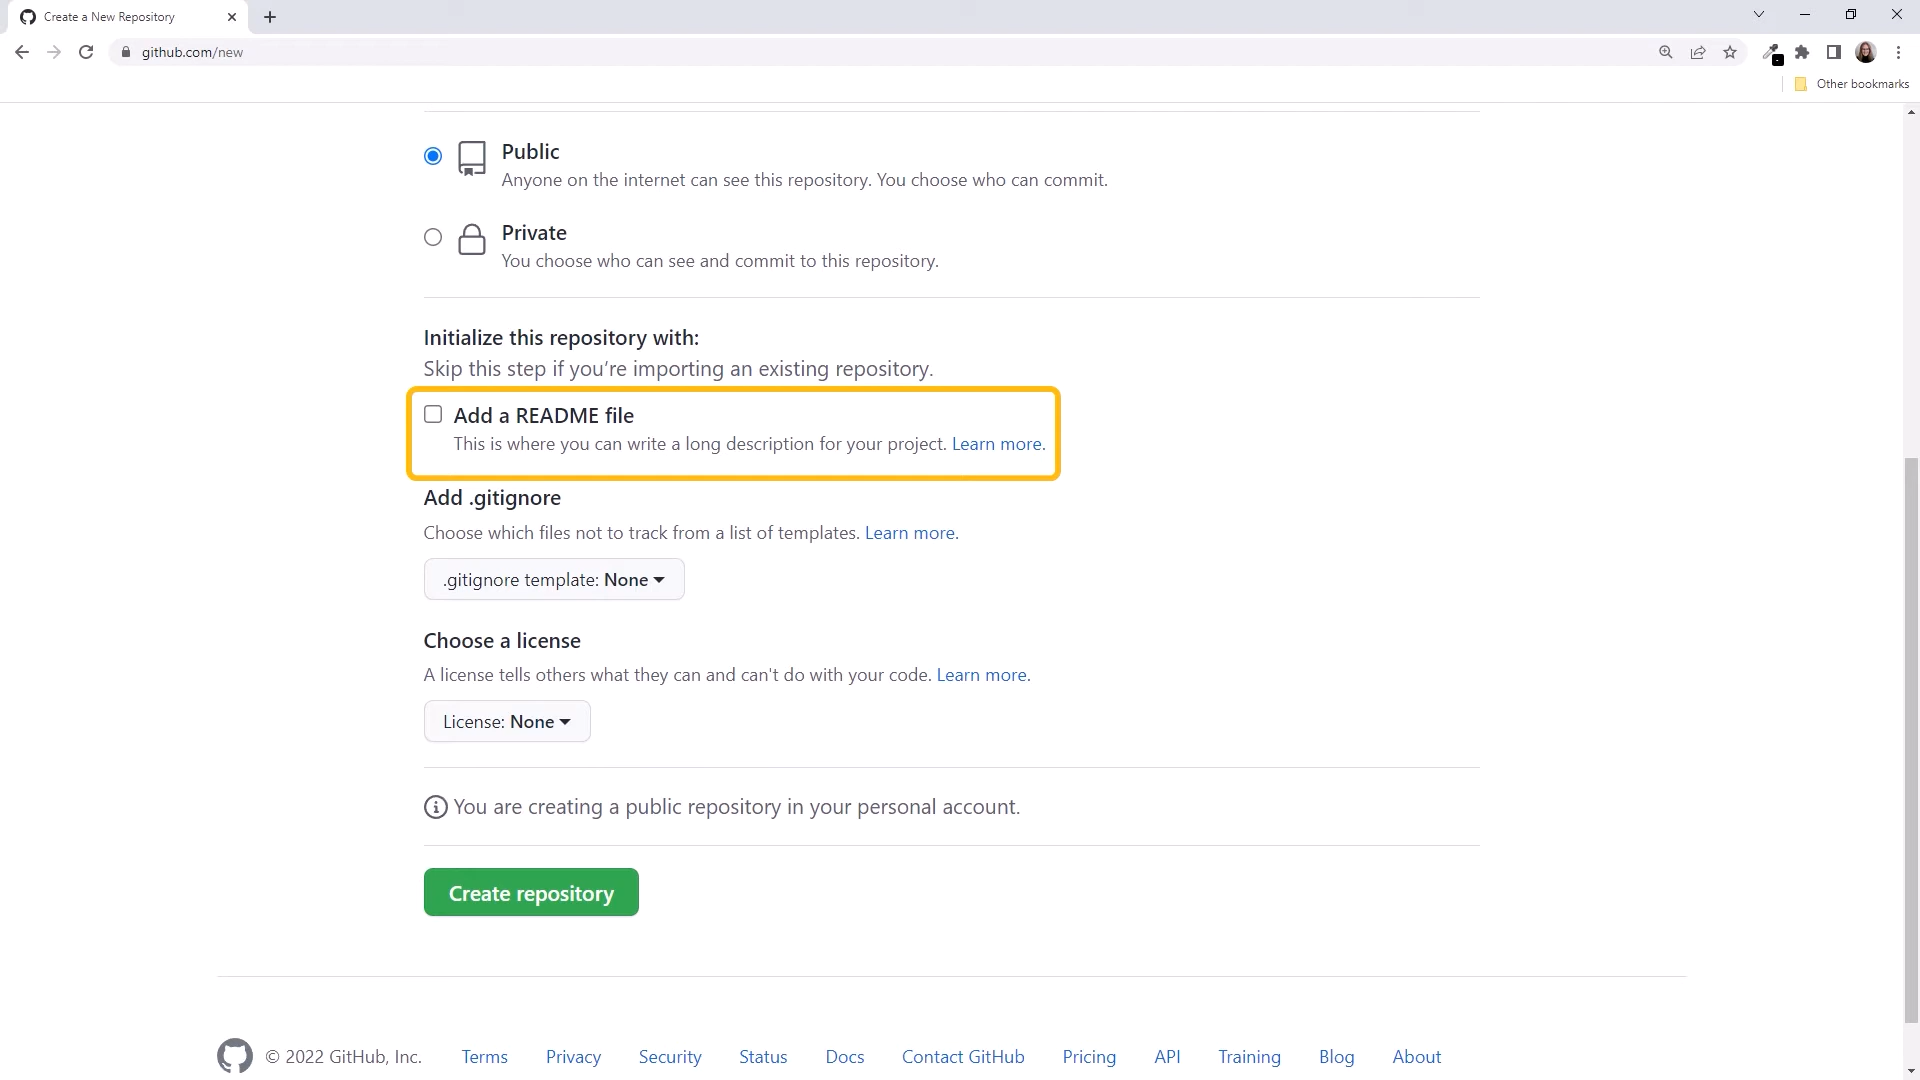 Create a New Repository
github.com/new
Other bookmarks
Public
Anyone on the internet can see this repository. You choose who can commit.
Private
You choose who can see and commit to this repository.
Initialize this repository with:
Skip this step if you’re importing an existing repository.
Add a README file
This is where you can write a long description for your project. Learn more.
Add .gitignore
Choose which files not to track from a list of templates. Learn more.
.gitignore template: None
Choose a license
A license tells others what they can and can't do with your code. Learn more.
License: None
You are creating a public repository in your personal account.
Create repository
© 2022 GitHub, Inc. Terms Privacy Security Status Docs Contact GitHub Pricing API Training Blog About